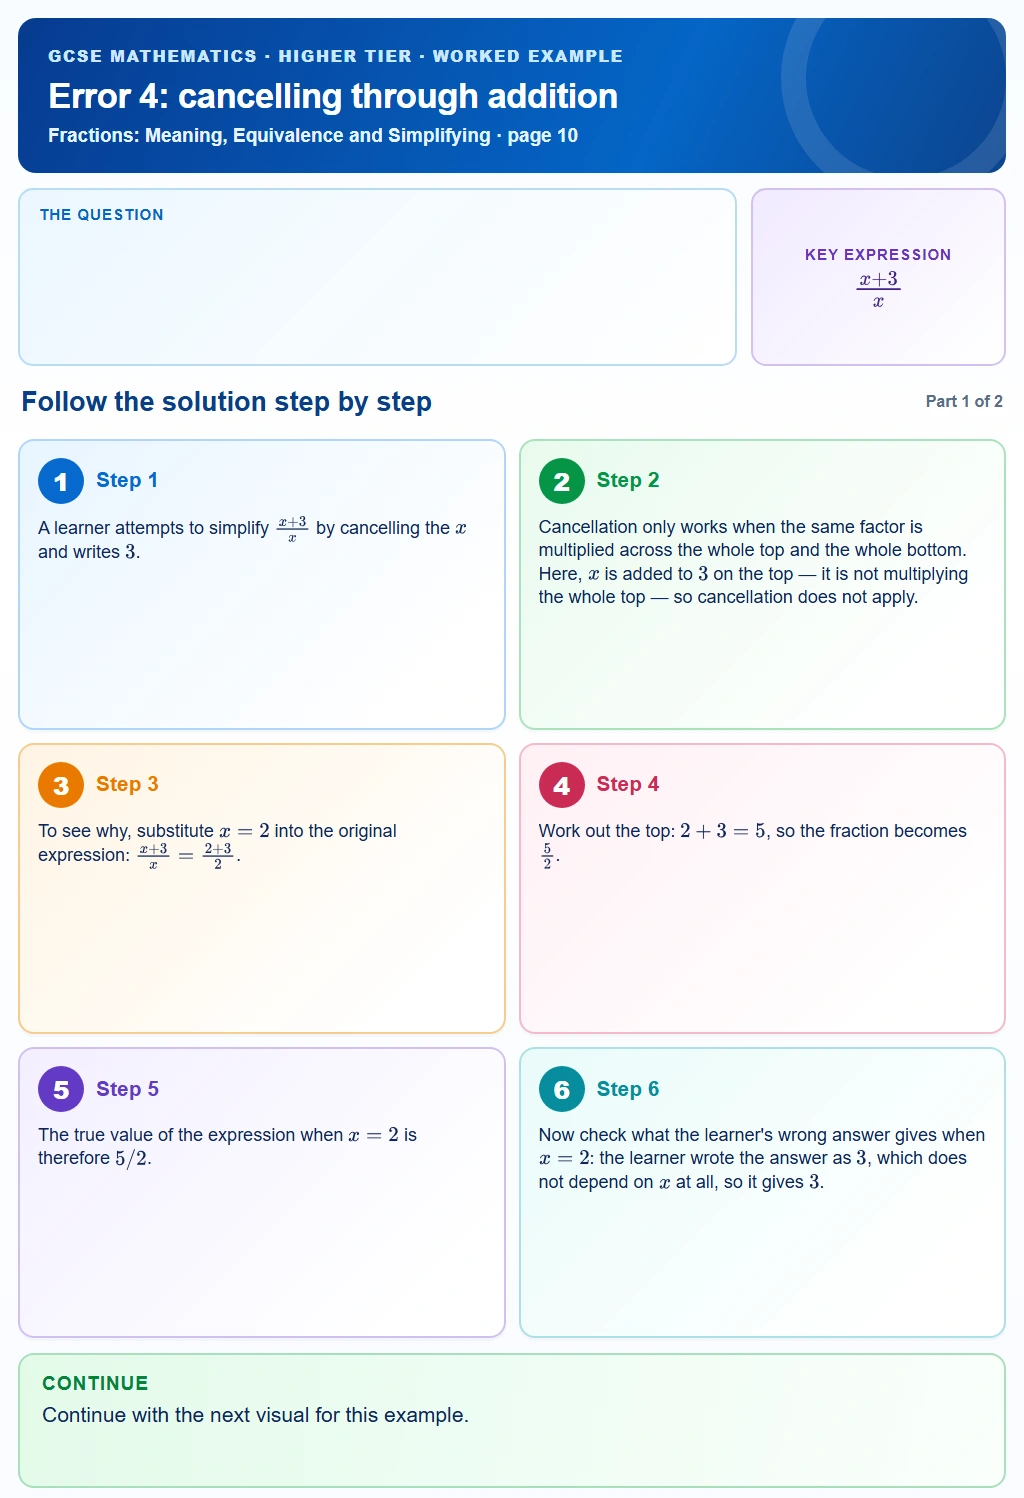 GCSE MATHEMATICS · HIGHER TIER · WORKED EXAMPLE
Error 4: cancelling through addition
Fractions: Meaning, Equivalence and Simplifying · page 10
THE QUESTION
KEY EXPRESSION
\frac{x+3}{x}
Follow the solution step by step
Part 1 of 2
1 Step 1
A learner attempts to simplify \frac{x+3}{x} by cancelling the x
and writes 3.
2 Step 2
Cancellation only works when the same factor is
multiplied across the whole top and the whole bottom.
Here, x is added to 3 on the top — it is not multiplying
the whole top — so cancellation does not apply.
3 Step 3
To see why, substitute x = 2 into the original
expression: \frac{x+3}{x} = \frac{2+3}{2}.
4 Step 4
Work out the top: 2 + 3 = 5, so the fraction becomes
\frac{5}{2}.
5 Step 5
The true value of the expression when x = 2 is
therefore 5/2.
6 Step 6
Now check what the learner's wrong answer gives when
x = 2: the learner wrote the answer as 3, which does
not depend on x at all, so it gives 3.
CONTINUE
Continue with the next visual for this example.